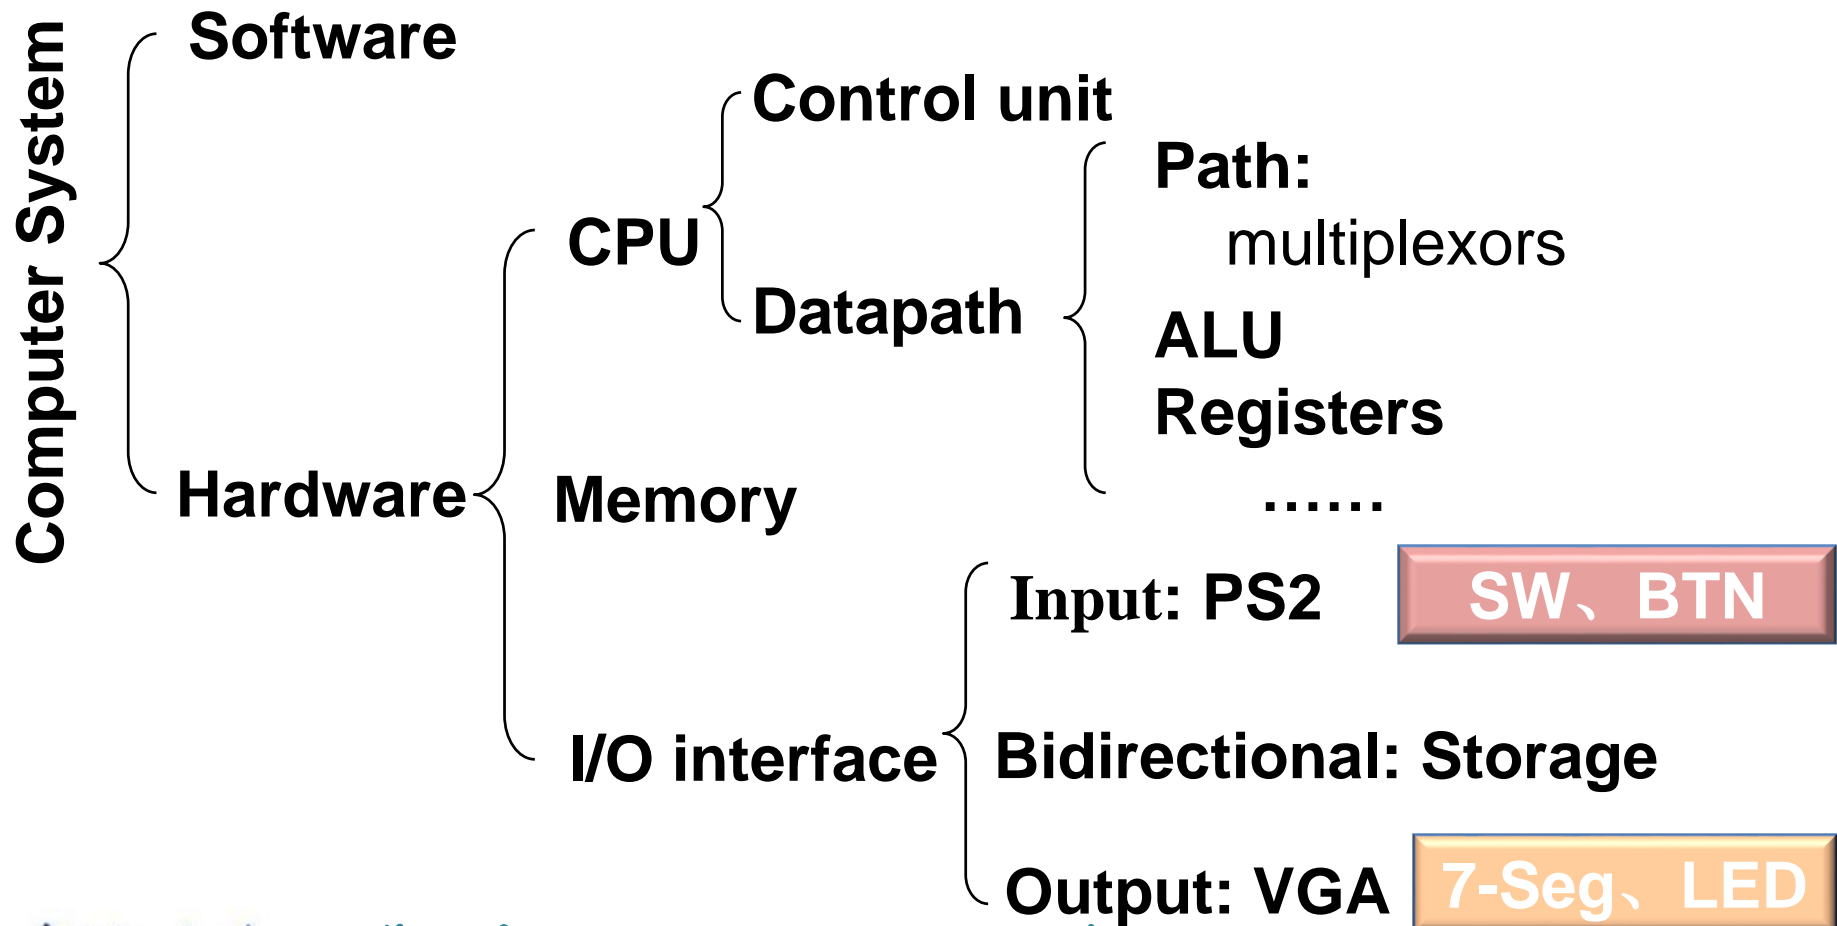 Computer System
Software
Control unit
Path:
multiplexors
CPU
Datapath
ALU
Registers
Hardware
Memory
......
Input: PS2
SW、BTN
I/O interface
Bidirectional: Storage
Output: VGA
7-Seg、LED